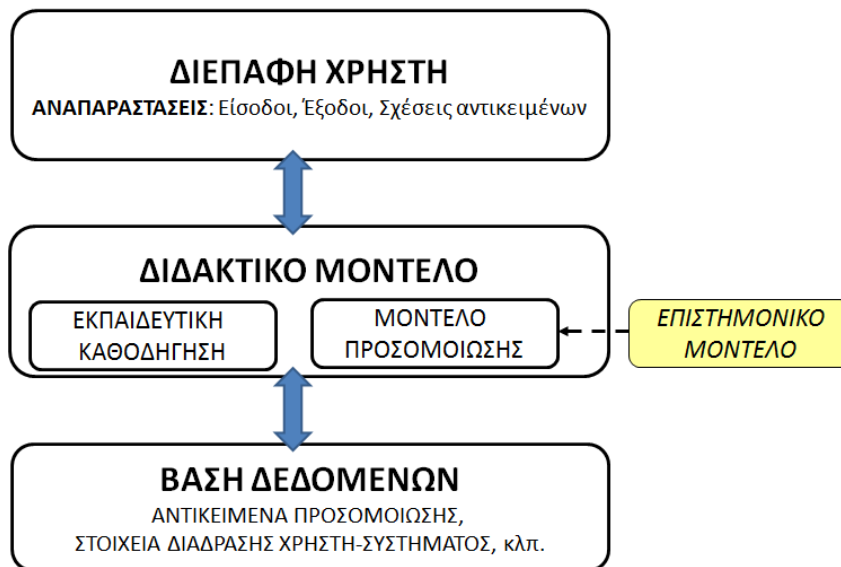 ΔΙΕΠΑΦΗ ΧΡΗΣΤΗ
ΑΝΑΠΑΡΑΣΤΑΣΕΙΣ: Είσοδοι, Έξοδοι, Σχέσεις αντικειμένων
ΔΙΔΑΚΤΙΚΟ ΜΟΝΤΕΛΟ
ΕΚΠΑΙΔΕΥΤΙΚΗ
ΚΑΘΟΔΗΓΗΣΗ
ΜΟΝΤΕΛΟ
ΠΡΟΣΟΜΟΙΩΣΗΣ
ΕΠΙΣΤΗΜΟΝΙΚΟ
ΜΟΝΤΕΛΟ
ΒΑΣΗ ΔΕΔΟΜΕΝΩΝ
ΑΝΤΙΚΕΙΜΕΝΑ ΠΡΟΣΟΜΟΙΩΣΗΣ,
ΣΤΟΙΧΕΙΑ ΔΙΑΔΡΑΣΗΣ ΧΡΗΣΤΗ-ΣΥΣΤΗΜΑΤΟΣ, κλπ.